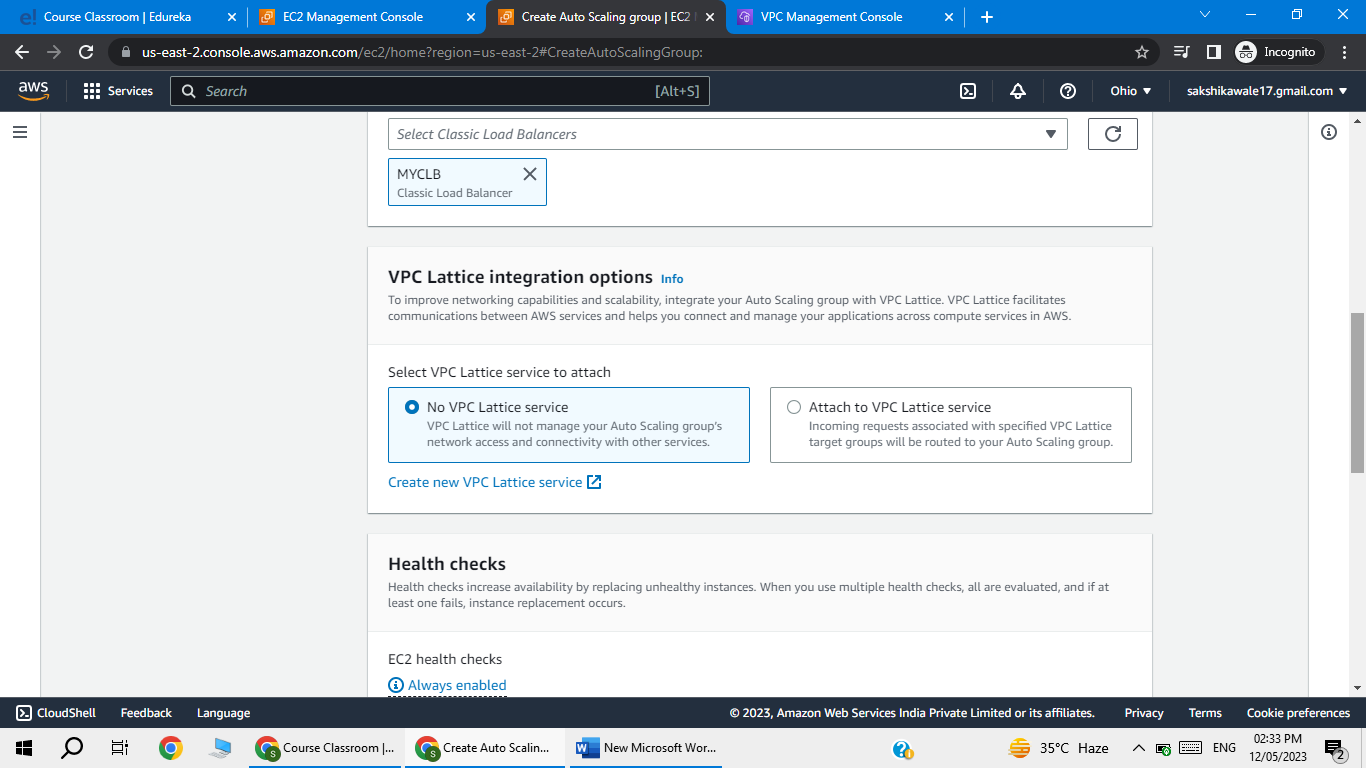 e! Course Classroom | Edureka
EC2 Management Console
Create Auto Scaling group | EC2
VPC Management Console
us-east-2.console.aws.amazon.com/ec2/home?region=us-east-2#CreateAutoScalingGroup:
Incognito
aws
Services
Search
[Alt+S]
Ohio
sakshikawale17.gmail.com
Select Classic Load Balancers
MYCLB
Classic Load Balancer
VPC Lattice integration options Info
To improve networking capabilities and scalability, integrate your Auto Scaling group with VPC Lattice. VPC Lattice facilitates
communications between AWS services and helps you connect and manage your applications across compute services in AWS.
Select VPC Lattice service to attach
No VPC Lattice service
VPC Lattice will not manage your Auto Scaling group's
network access and connectivity with other services.
Attach to VPC Lattice service
Incoming requests associated with specified VPC Lattice
target groups will be routed to your Auto Scaling group.
Create new VPC Lattice service
Health checks
Health checks increase availability by replacing unhealthy instances. When you use multiple health checks, all are evaluated, and if at
least one fails, instance replacement occurs.
EC2 health checks
Always enabled
CloudShell
Feedback
Language
© 2023, Amazon Web Services India Private Limited or its affiliates.
Privacy
Terms
Cookie preferences
Course Classroom |...
Create Auto Scalin...
New Microsoft Wor...
35°C Haze
ENG
02:33 PM
12/05/2023
2